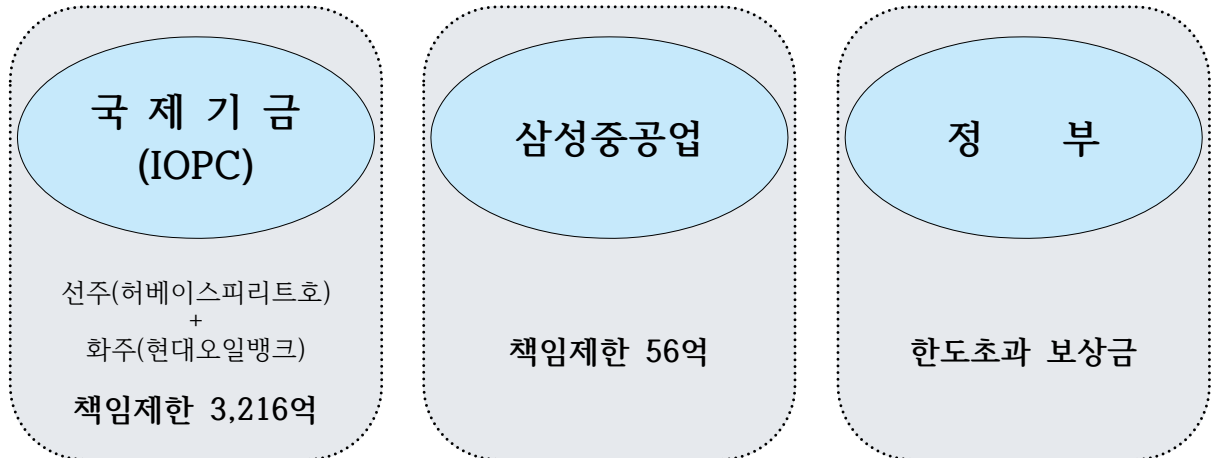 국 제 기 금
(IOPC)
선주(허베이스피리트호)
+
화주(현대오일뱅크)
책임제한 3,216억
삼성중공업
책임제한 56억
정 부
한도초과 보상금